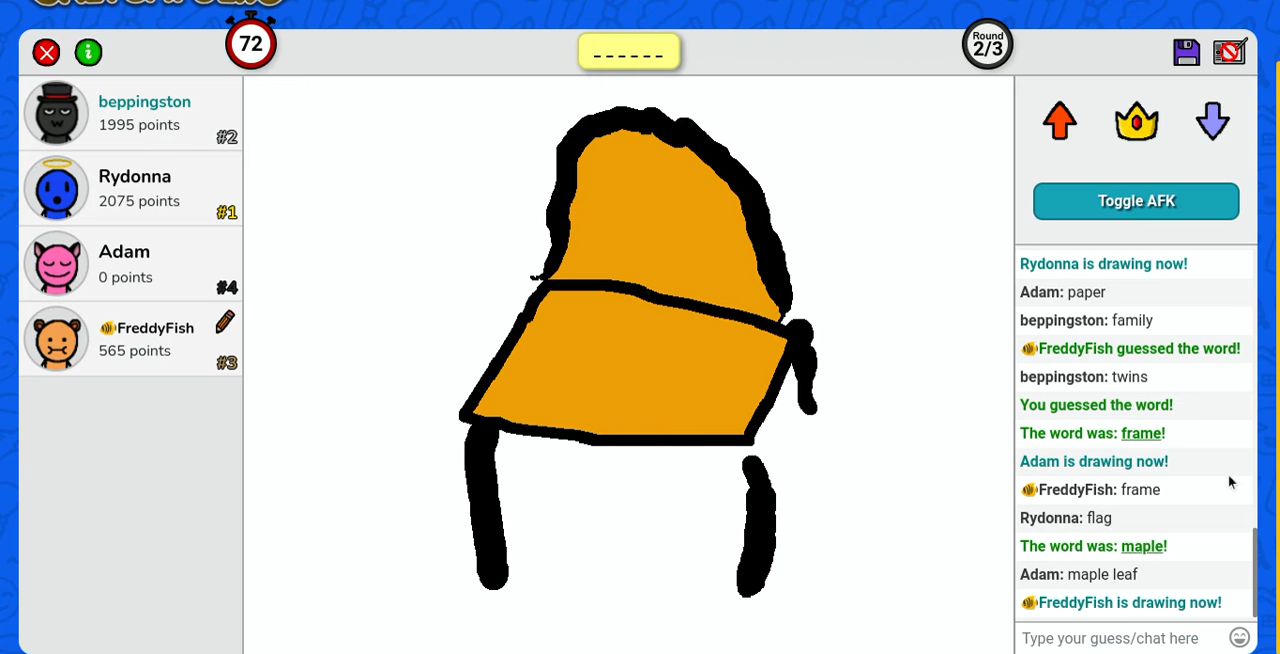 72
------
Round
2/3
beppingston
1995 points
#2
Rydonna
2075 points
#1
Adam
0 points
#4
FreddyFish
565 points
#3
Toggle AFK
Rydonna is drawing now!
Adam: paper
beppingston: family
FreddyFish guessed the word!
beppingston: twins
You guessed the word!
The word was: frame!
Adam is drawing now!
FreddyFish: frame
Rydonna: flag
The word was: maple!
Adam: maple leaf
FreddyFish is drawing now!
Type your guess/chat here